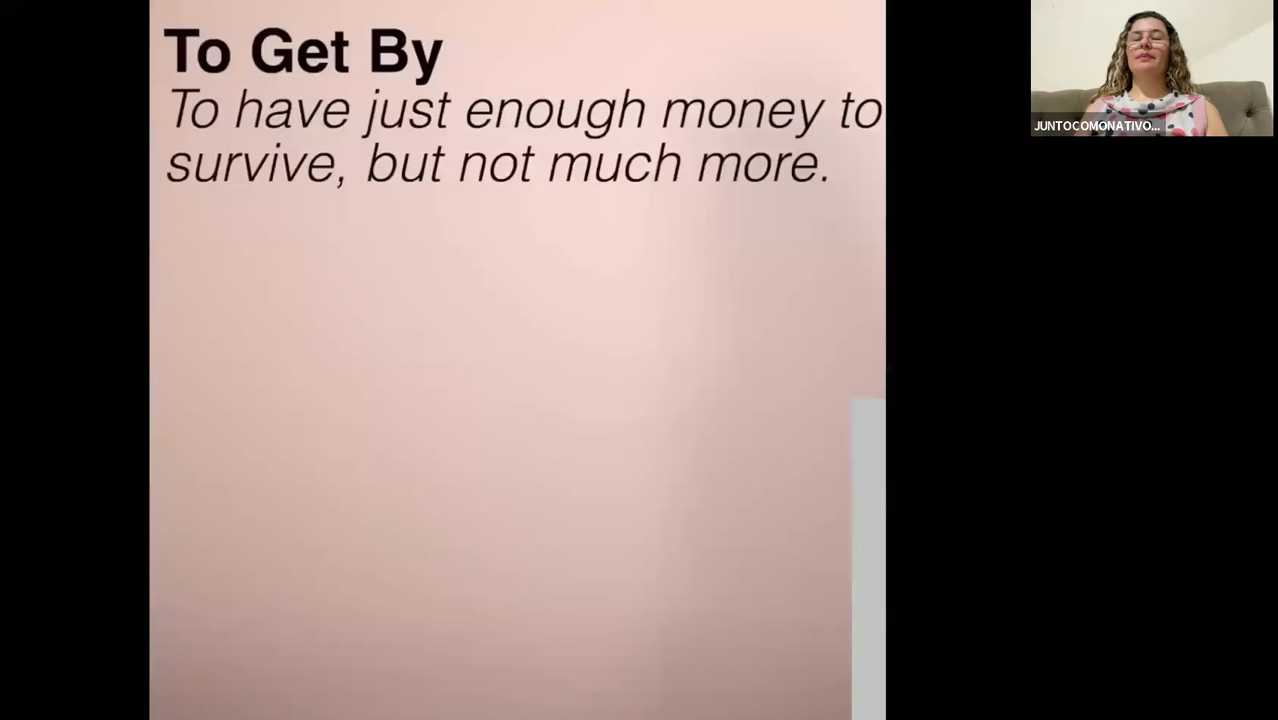 To Get By
To have just enough money to
survive, but not much more.
JUNTOCOMONATIVO...